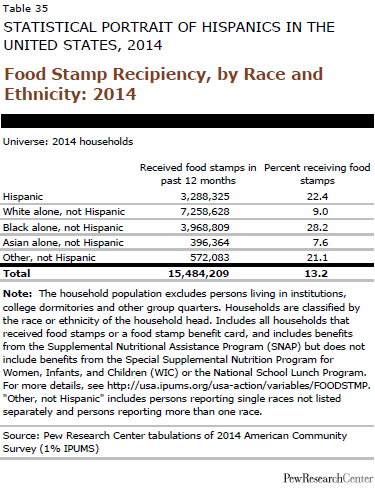 Table 35
STATISTICAL PORTRAIT OF HISPANICS IN THE
UNITED STATES, 2014
Food Stamp Recipiency, by Race and
Ethnicity: 2014
Universe: 2014 households
Received food stamps in Percent receiving food
past 12 months stamps
Hispanic 3,288,325 22.4
White alone, not Hispanic 7,258,628 9.0
Black alone, not Hispanic 3,968,809 28.2
Asian alone, not Hispanic 396,364 7.6
Other, not Hispanic 572,083 21.1
Total 15,484,209 13.2
Note: The household population excludes persons living in institutions,
college dormitories and other group quarters. Households are classified by
the race or ethnicity of the household head. Includes all households that
received food stamps or a food stamp benefit card, and includes benefits
from the Supplemental Nutritional Assistance Program (SNAP) but does not
include benefits from the Special Supplemental Nutrition Program for
Women, Infants, and Children (WIC) or the National School Lunch Program.
For more details, see http://usa.ipums.org/usa-action/variables/FOODSTMP.
"Other, not Hispanic" includes persons reporting single races not listed
separately and persons reporting more than one race.
Source: Pew Research Center tabulations of 2014 American Community
Survey (1% IPUMS)
PewResearchCenter